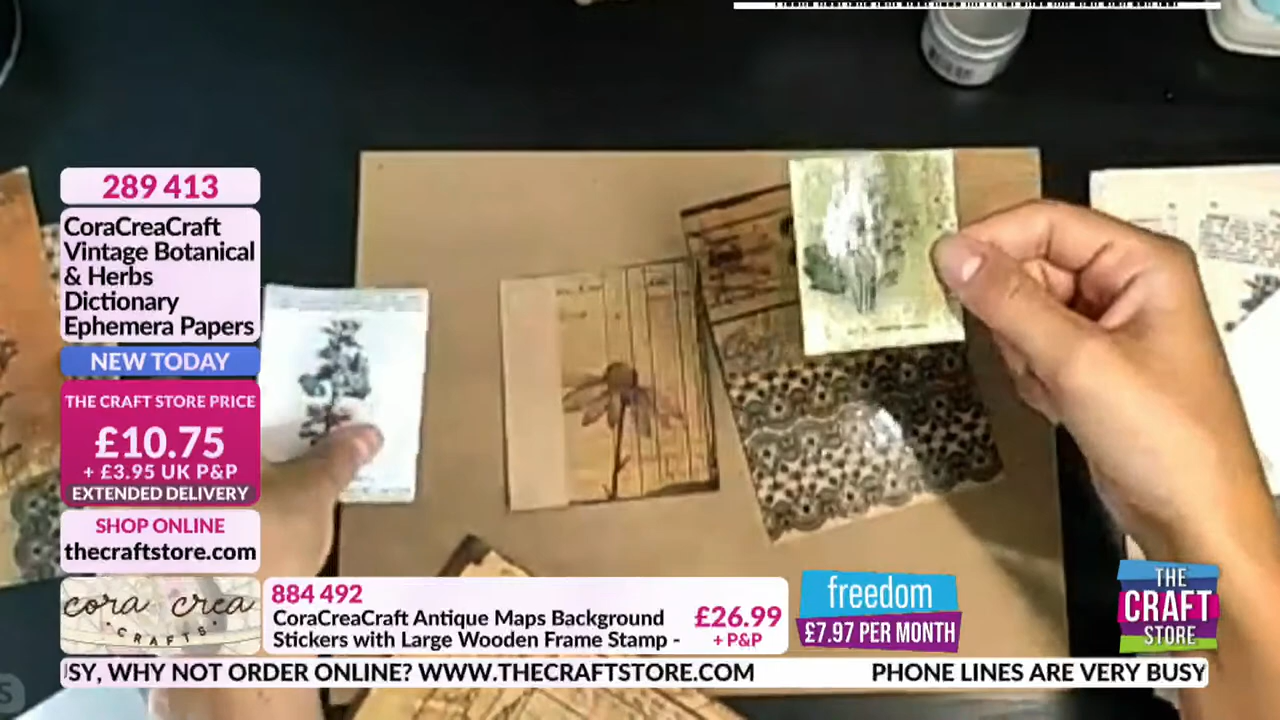 289 413
CoraCreaCraft
Vintage Botanical
& Herbs
Dictionary
Ephemera Papers
NEW TODAY
THE CRAFT STORE PRICE
£10.75
+ £3.95 UK P&P
EXTENDED DELIVERY
SHOP ONLINE
thecraftstore.com
cora crea
CRAFTS
884 492
CoraCreaCraft Antique Maps Background
Stickers with Large Wooden Frame Stamp -
£26.99
+ P&P
freedom
£7.97 PER MONTH
THE
CRAFT
STORE
SY, WHY NOT ORDER ONLINE? WWW.THECRAFTSTORE.COM
PHONE LINES ARE VERY BUSY